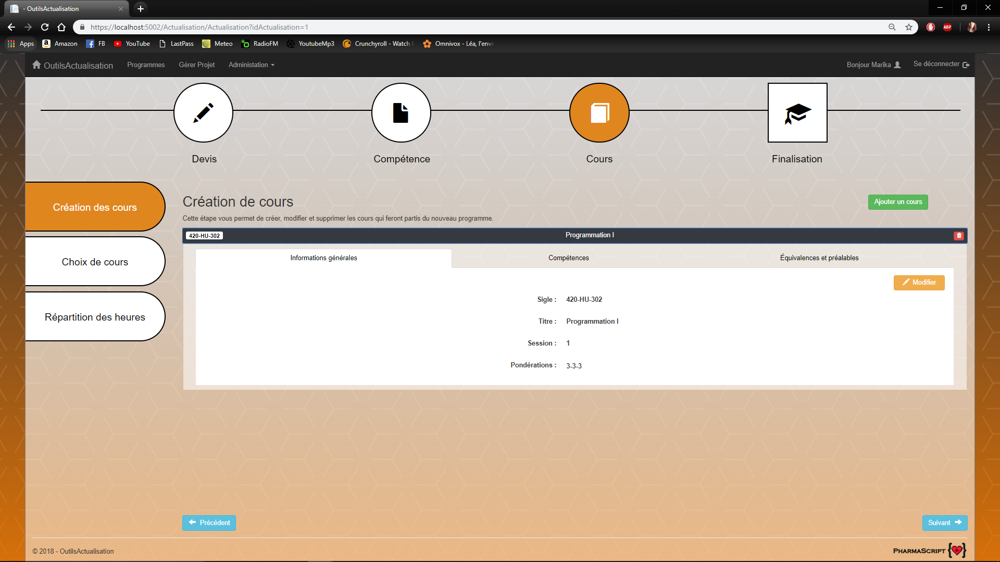 - OutilsActualisation
https://localhost:5002/Actualisation/Actualisation?idActualisation=1
ABP
Apps Amazon FB YouTube LastPass Meteo RadioFM YoutubeMp3 Crunchyroll - Watch Omnivox - Léa, l'envi
OutilsActualisation Programmes Gérer Projet Administation Bonjour Marika Se déconnecter
Devis Compétence Cours Finalisation
Création des cours
Choix de cours
Répartition des heures
Création de cours
Ajouter un cours
Cette étape vous permet de créer, modifier et supprimer les cours qui feront partis du nouveau programme.
420-HU-302 Programmation I
Informations générales Compétences Équivalences et préalables
Modifier
Sigle : 420-HU-302
Titre : Programmation I
Session : 1
Pondérations : 3-3-3
Précédent Suivant
© 2018 - OutilsActualisation
PHARMASCRIPT